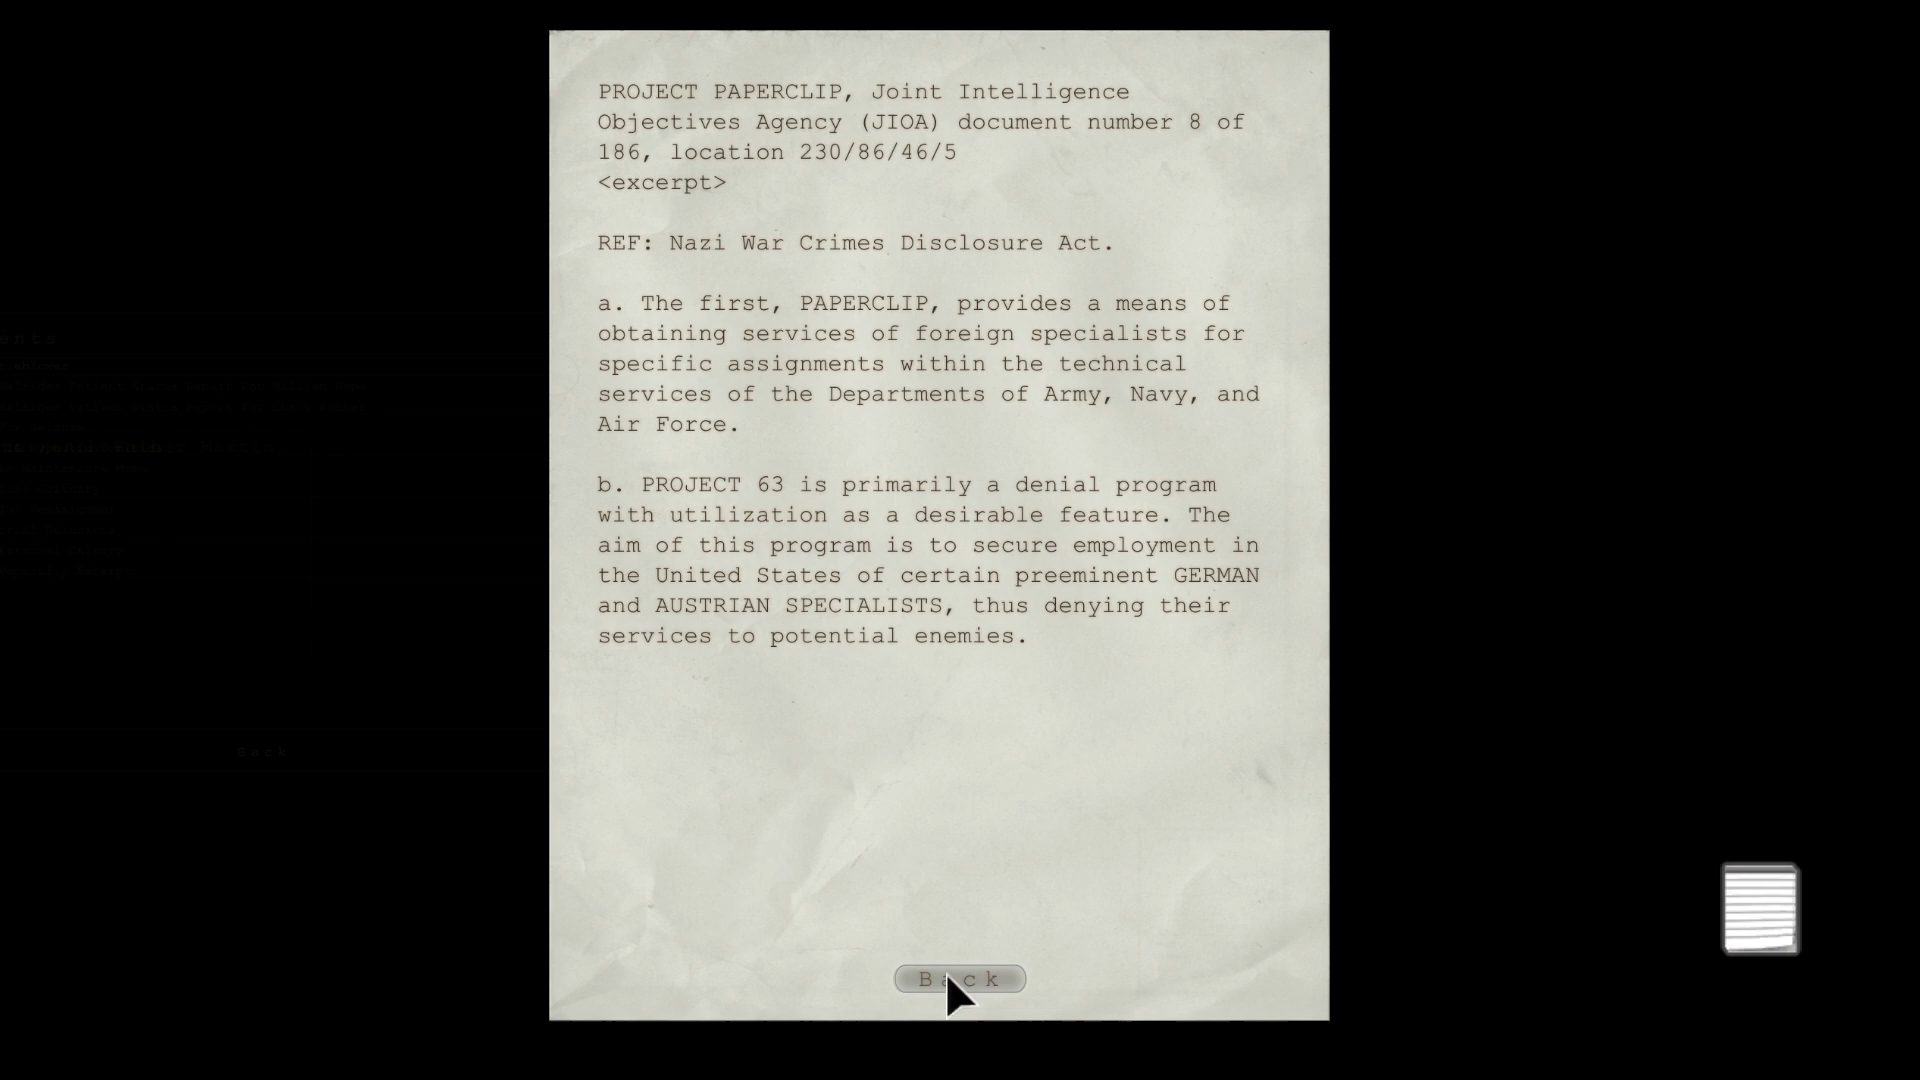 PROJECT PAPERCLIP, Joint Intelligence
Objectives Agency (JIOA) document number 8 of
186, location 230/86/46/5
<excerpt>
REF: Nazi War Crimes Disclosure Act.
a. The first, PAPERCLIP, provides a means of
obtaining services of foreign specialists for
specific assignments within the technical
services of the Departments of Army, Navy, and
Air Force.
b. PROJECT 63 is primarily a denial program
with utilization as a desirable feature. The
aim of this program is to secure employment in
the United States of certain preeminent GERMAN
and AUSTRIAN SPECIALISTS, thus denying their
services to potential enemies.
Back
Back